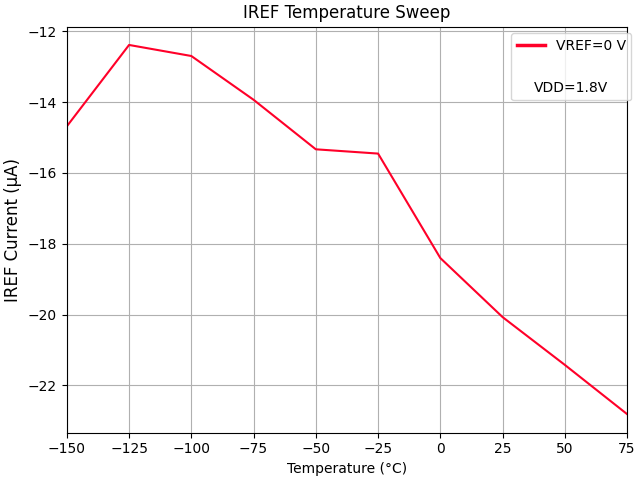 IREF Temperature Sweep
VREF=0 V
VDD=1.8V
IREF Current (μA)
−12
−14
−16
−18
−20
−22
−150 −125 −100 −75 −50 −25 0 25 50 75
Temperature (°C)